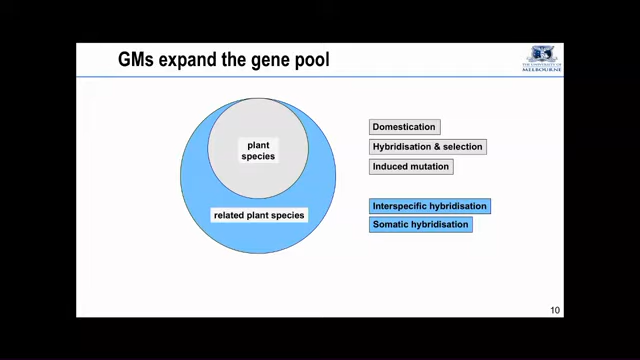 GMs expand the gene pool
THE UNIVERSITY OF
MELBOURNE
plant
species
related plant species
Domestication
Hybridisation & selection
Induced mutation
Interspecific hybridisation
Somatic hybridisation
10